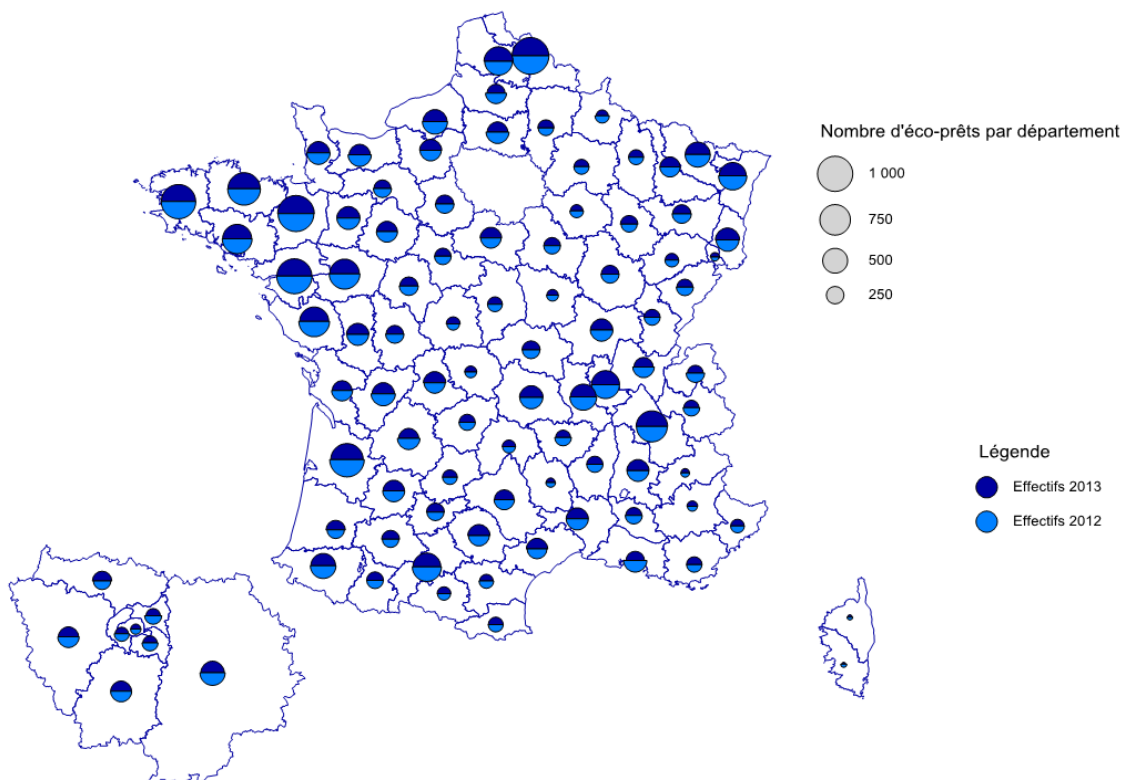 Nombre d'éco-prêts par département
1 000
750
500
250
Légende
Effectifs 2013
Effectifs 2012